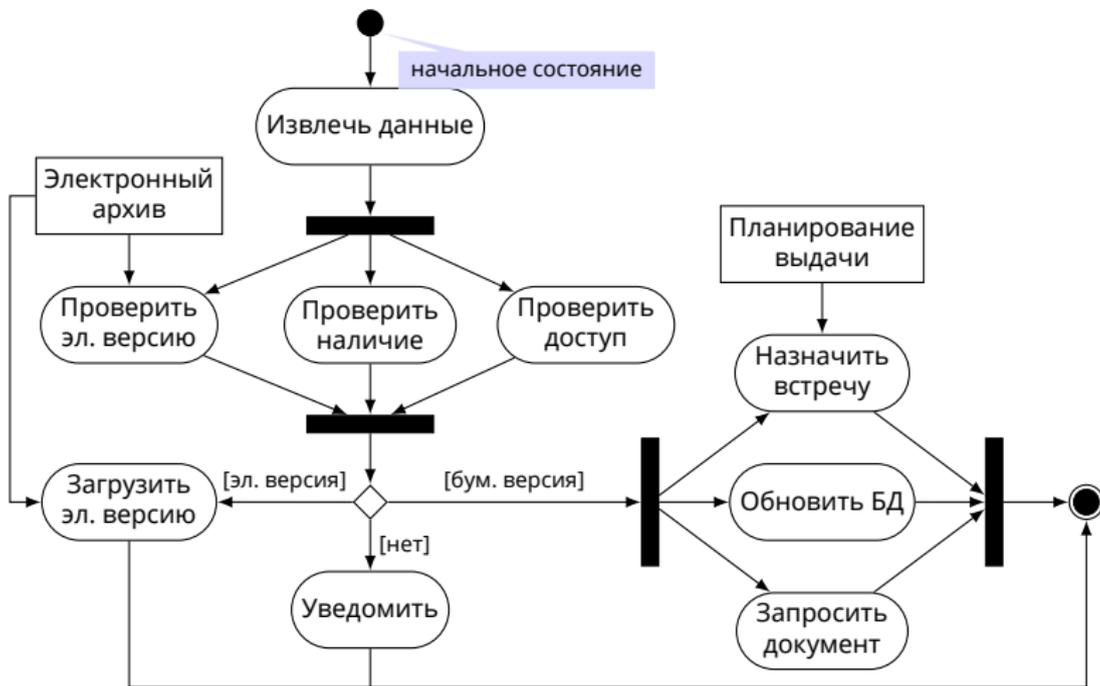 начальное состояние
Извлечь данные
Электронный
архив
Планирование
выдачи
Проверить
эл. версию
Проверить
наличие
Проверить
доступ
Назначить
встречу
[эл. версия]
[бум. версия]
Загрузить
эл. версию
Обновить БД
[нет]
Уведомить
Запросить
документ